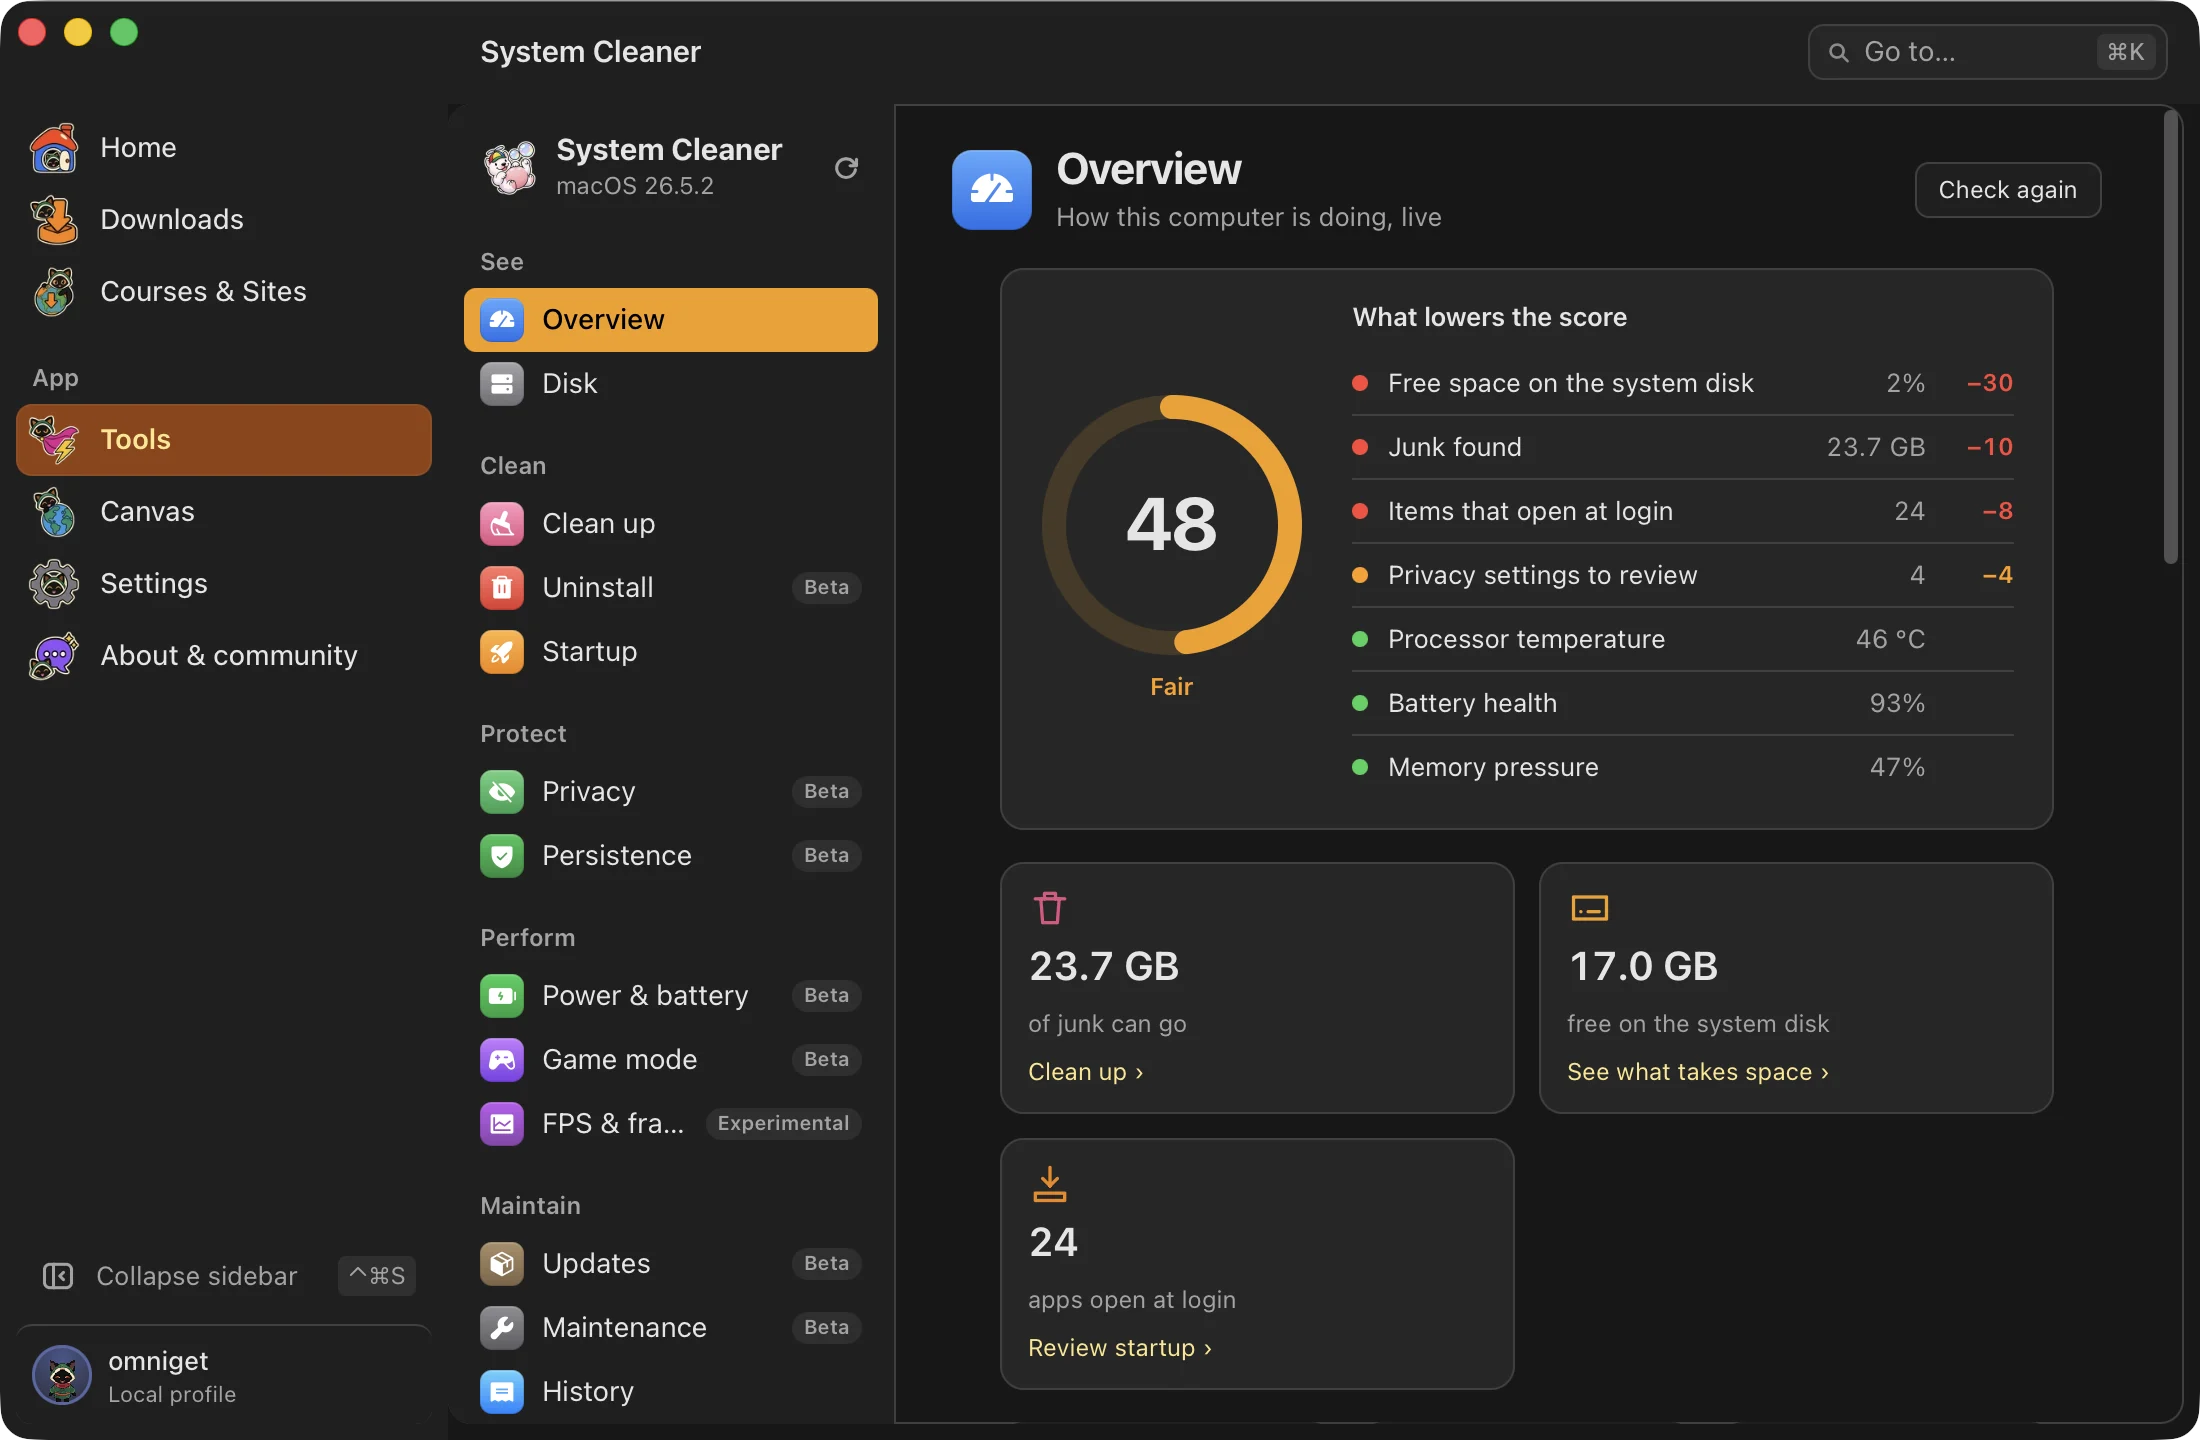 System Cleaner
Go to...
⌘K
Home
Downloads
Courses & Sites
App
Tools
Canvas
Settings
About & community
Collapse sidebar
^⌘S
omniget
Local profile
System Cleaner
macOS 26.5.2
See
Overview
Disk
Clean
Clean up
Uninstall Beta
Startup
Protect
Privacy Beta
Persistence Beta
Perform
Power & battery Beta
Game mode Beta
FPS & fra... Experimental
Maintain
Updates Beta
Maintenance Beta
History
Overview
How this computer is doing, live
Check again
48
Fair
What lowers the score
Free space on the system disk 2% −30
Junk found 23.7 GB −10
Items that open at login 24 −8
Privacy settings to review 4 −4
Processor temperature 46 °C
Battery health 93%
Memory pressure 47%
23.7 GB
of junk can go
Clean up ›
17.0 GB
free on the system disk
See what takes space ›
24
apps open at login
Review startup ›